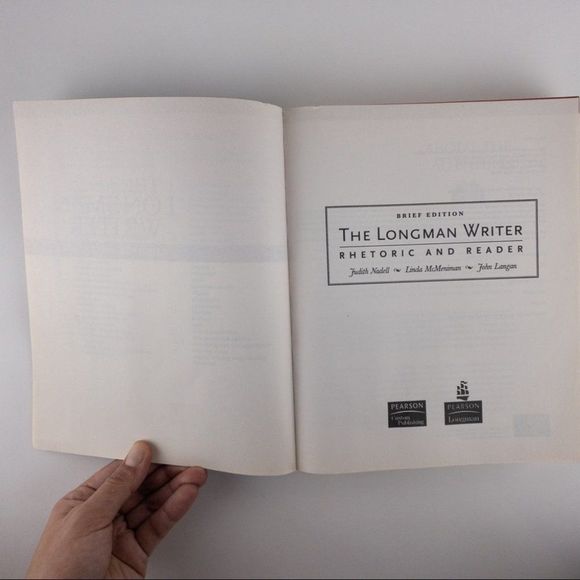 BRIEF EDITION
THE LONGMAN WRITER
RHETORIC AND READER
Judith Nadell ❧ Linda McMeniman ❧ John Langan
PEARSON
Custom
Publishing
PEARSON
Longman